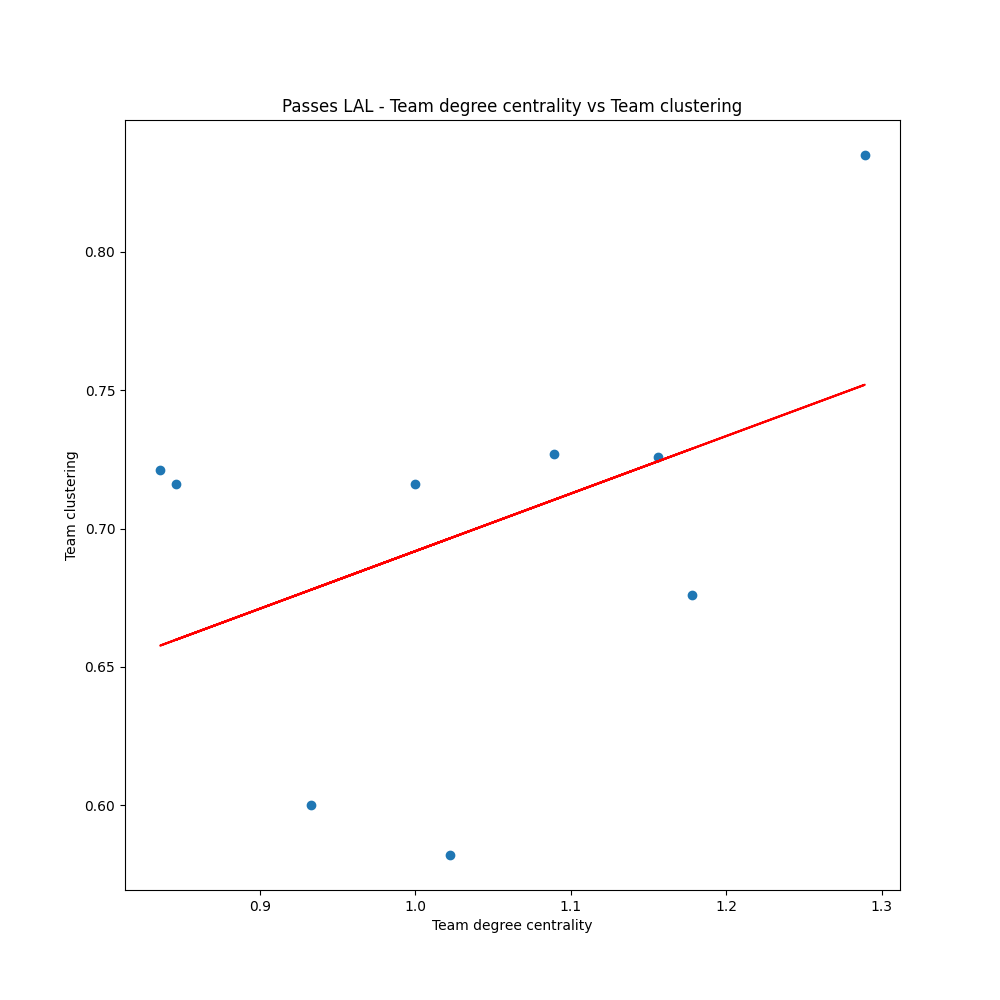 Passes LAL - Team degree centrality vs Team clustering
0.80
0.75
0.70
0.65
0.60
Team clustering
0.9 1.0 1.1 1.2 1.3
Team degree centrality